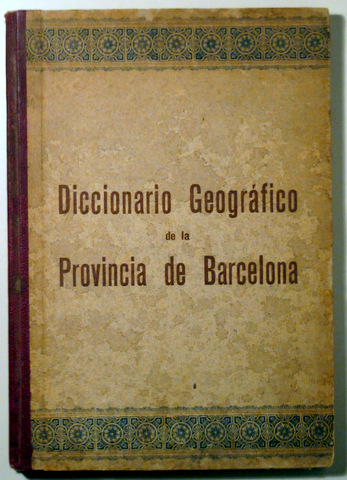 Diccionario Geográfico
de la
Provincia de Barcelona